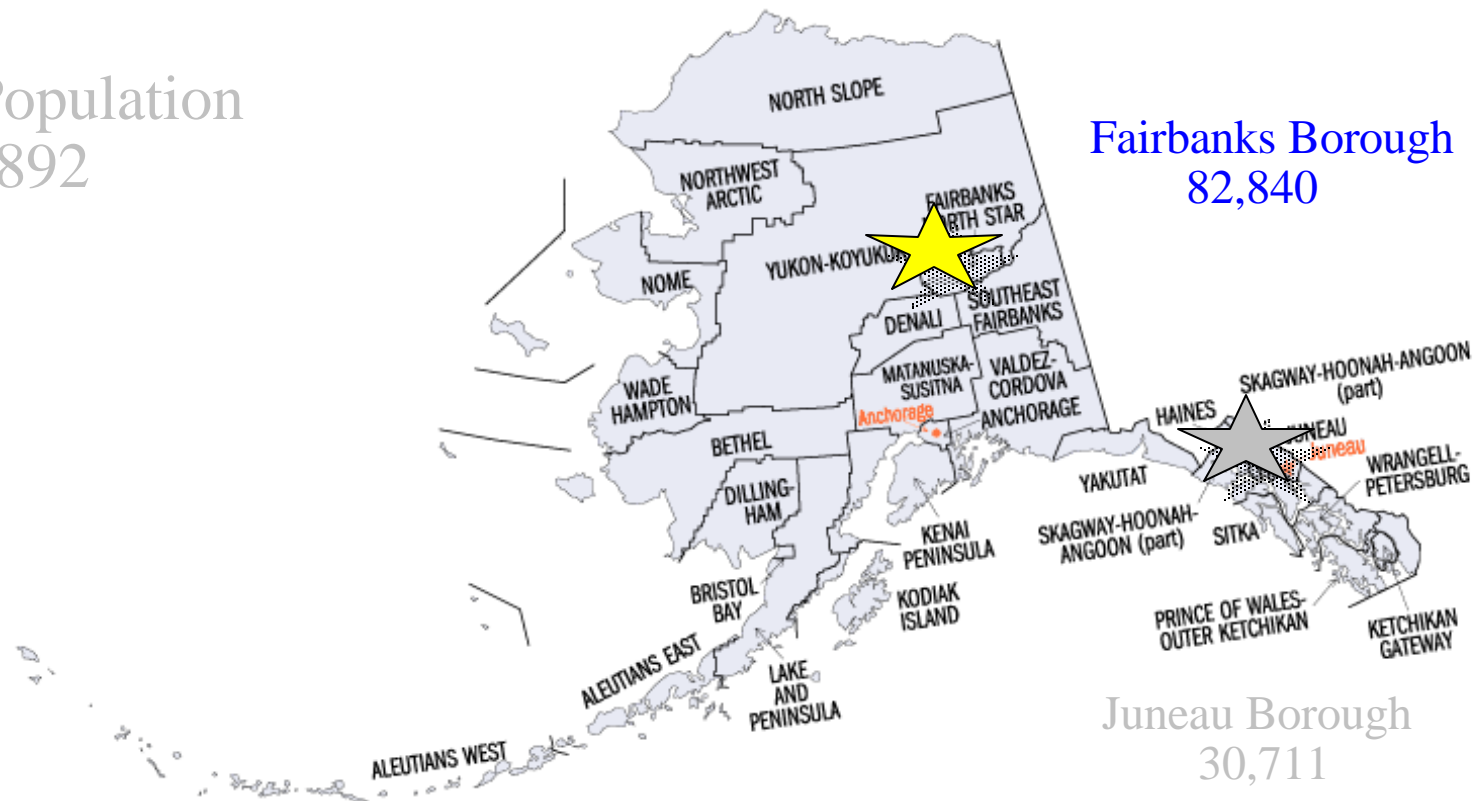 opulation
892
Fairbanks Borough
82,840
NORTH SLOPE
NORTHWEST
ARCTIC
FAIRBANKS
NORTH STAR
YUKON-KOYUKUK
NOME
SOUTHEAST
FAIRBANKS
DENALI
MATANUSKA-
SUSITNA
VALDEZ-
CORDOVA
WADE
HAMPTON
Anchorage
ANCHORAGE
BETHEL
SKAGWAY-HOONAH-ANGOON
(part)
HAINES
JUNEAU
Juneau
WRANGELL-
PETERSBURG
YAKUTAT
DILLING-
HAM
SKAGWAY-HOONAH-
ANGOON (part)
SITKA
KENAI
PENINSULA
BRISTOL
BAY
KODIAK
ISLAND
PRINCE OF WALES-
OUTER KETCHIKAN
KETCHIKAN
GATEWAY
ALEUTIANS EAST
LAKE
AND
PENINSULA
ALEUTIANS WEST
Juneau Borough
30,711